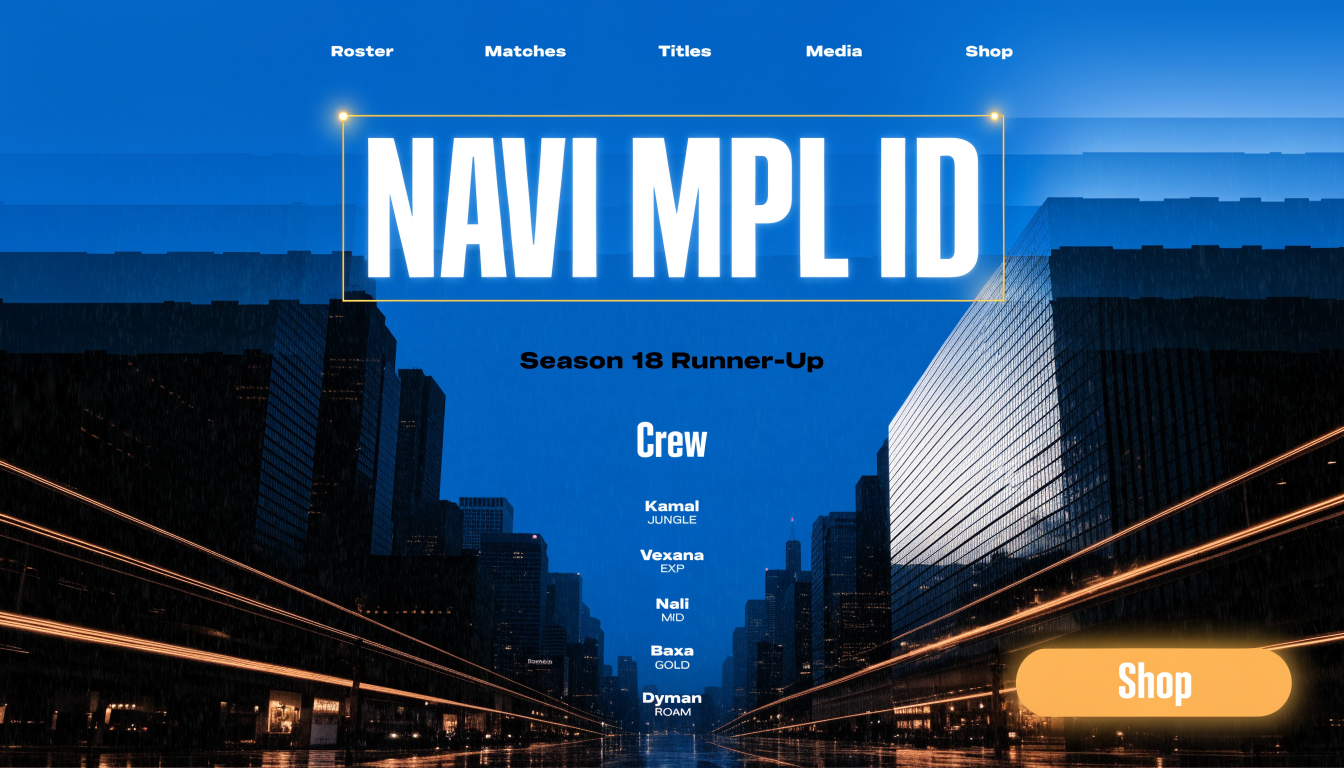 Roster Matches Titles Media Shop
NAVI MPL ID
Season 18 Runner-Up
Crew
Kamal
JUNGLE
Vexana
EXP
Nali
MID
Baxa
GOLD
Dyman
ROAM
Shop